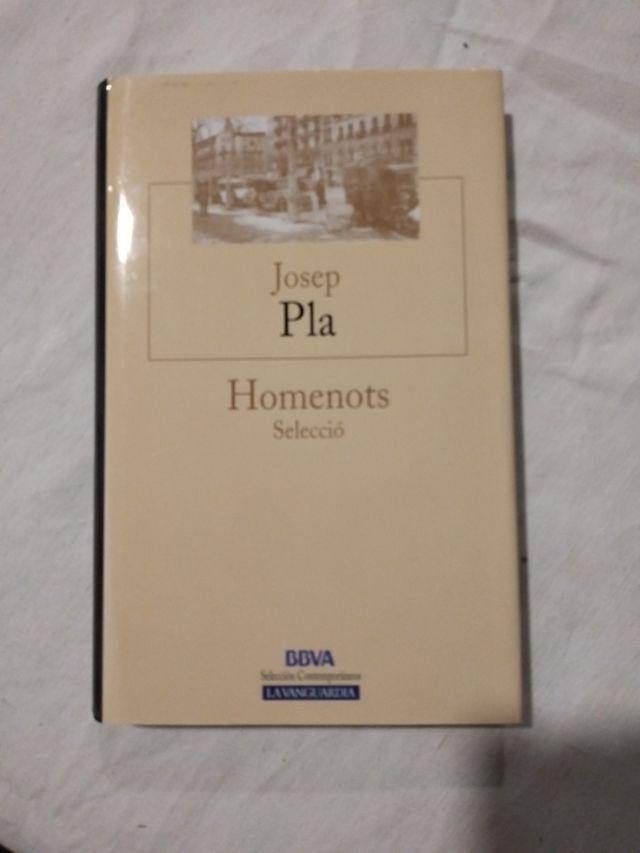 Josep
Pla
Homenots
Selecció
BBVA
Selección Contemporáneos
LA VANGUARDIA